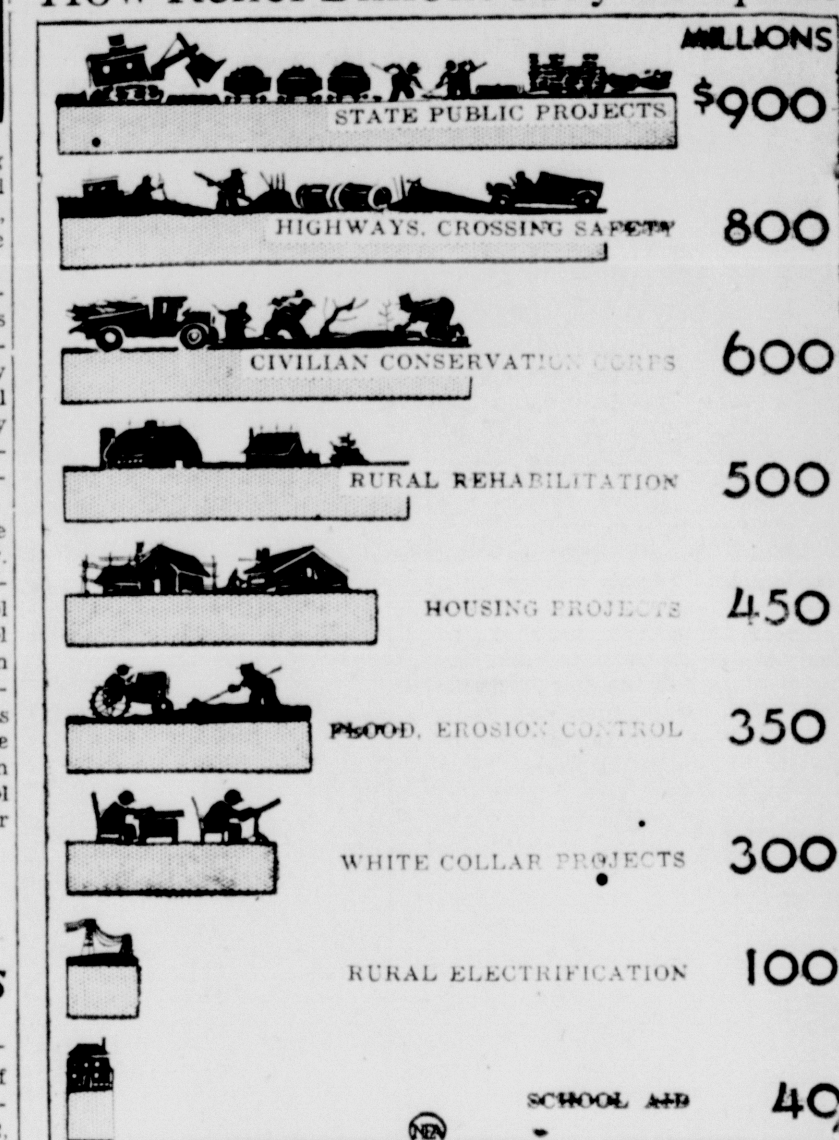 MILLIONS
STATE PUBLIC PROJECTS $900
HIGHWAYS, CROSSING SAFETY 800
CIVILIAN CONSERVATION CORPS 600
RURAL REHABILITATION 500
HOUSING PROJECTS 450
FLOOD, EROSION CONTROL 350
WHITE COLLAR PROJECTS 300
RURAL ELECTRIFICATION 100
SCHOOL AID 40
NEA